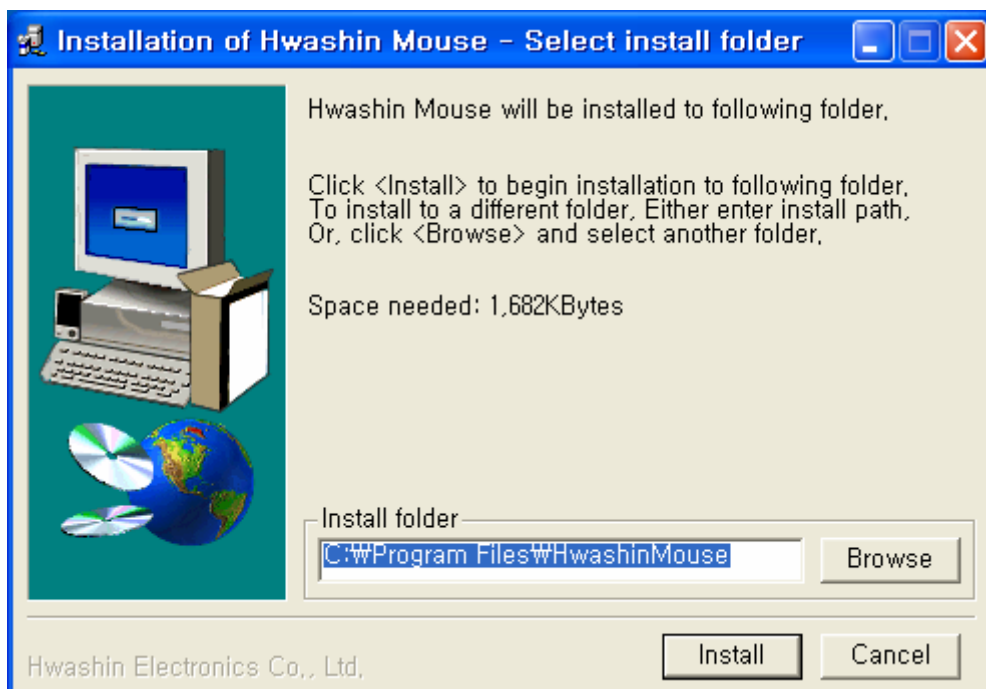 Installation of Hwashin Mouse - Select install folder
Hwashin Mouse will be installed to following folder,
Click <Install> to begin installation to following folder,
To install to a different folder, Either enter install path,
Or, click <Browse> and select another folder,
Space needed: 1,682KBytes
Install folder
C:₩Program Files₩HwashinMouse
Browse
Hwashin Electronics Co,, Ltd,
Install
Cancel